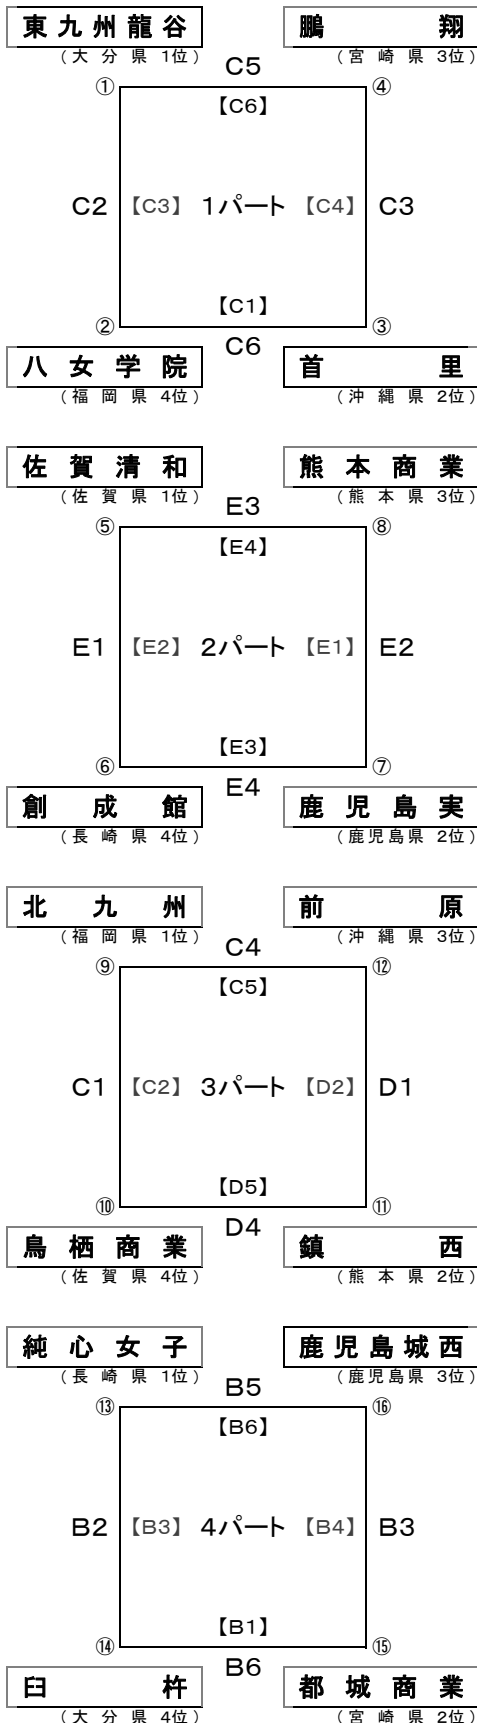 東九州龍谷 鵬翔
(大分県 1位) C5 (宮崎県 3位)
① ④
【C6】
C2 【C3】 1パート 【C4】 C3
【C1】
② ③
C6
八女学院 首里
(福岡県 4位) (沖縄県 2位)
佐賀清和 熊本商業
(佐賀県 1位) E3 (熊本県 3位)
⑤ ⑧
【E4】
E1 【E2】 2パート 【E1】 E2
【E3】
⑥ ⑦
E4
創成館 鹿児島実
(長崎県 4位) (鹿児島県 2位)
北九州 前原
(福岡県 1位) C4 (沖縄県 3位)
⑨ ⑫
【C5】
C1 【C2】 3パート 【D2】 D1
【D5】
⑩ ⑪
D4
鳥栖商業 鎮西
(佐賀県 4位) (熊本県 2位)
純心女子 鹿児島城西
(長崎県 1位) B5 (鹿児島県 3位)
⑬ ⑯
【B6】
B2 【B3】 4パート 【B4】 B3
【B1】
⑭ ⑮
B6
臼杵 都城商業
(大分県 4位) (宮崎県 2位)